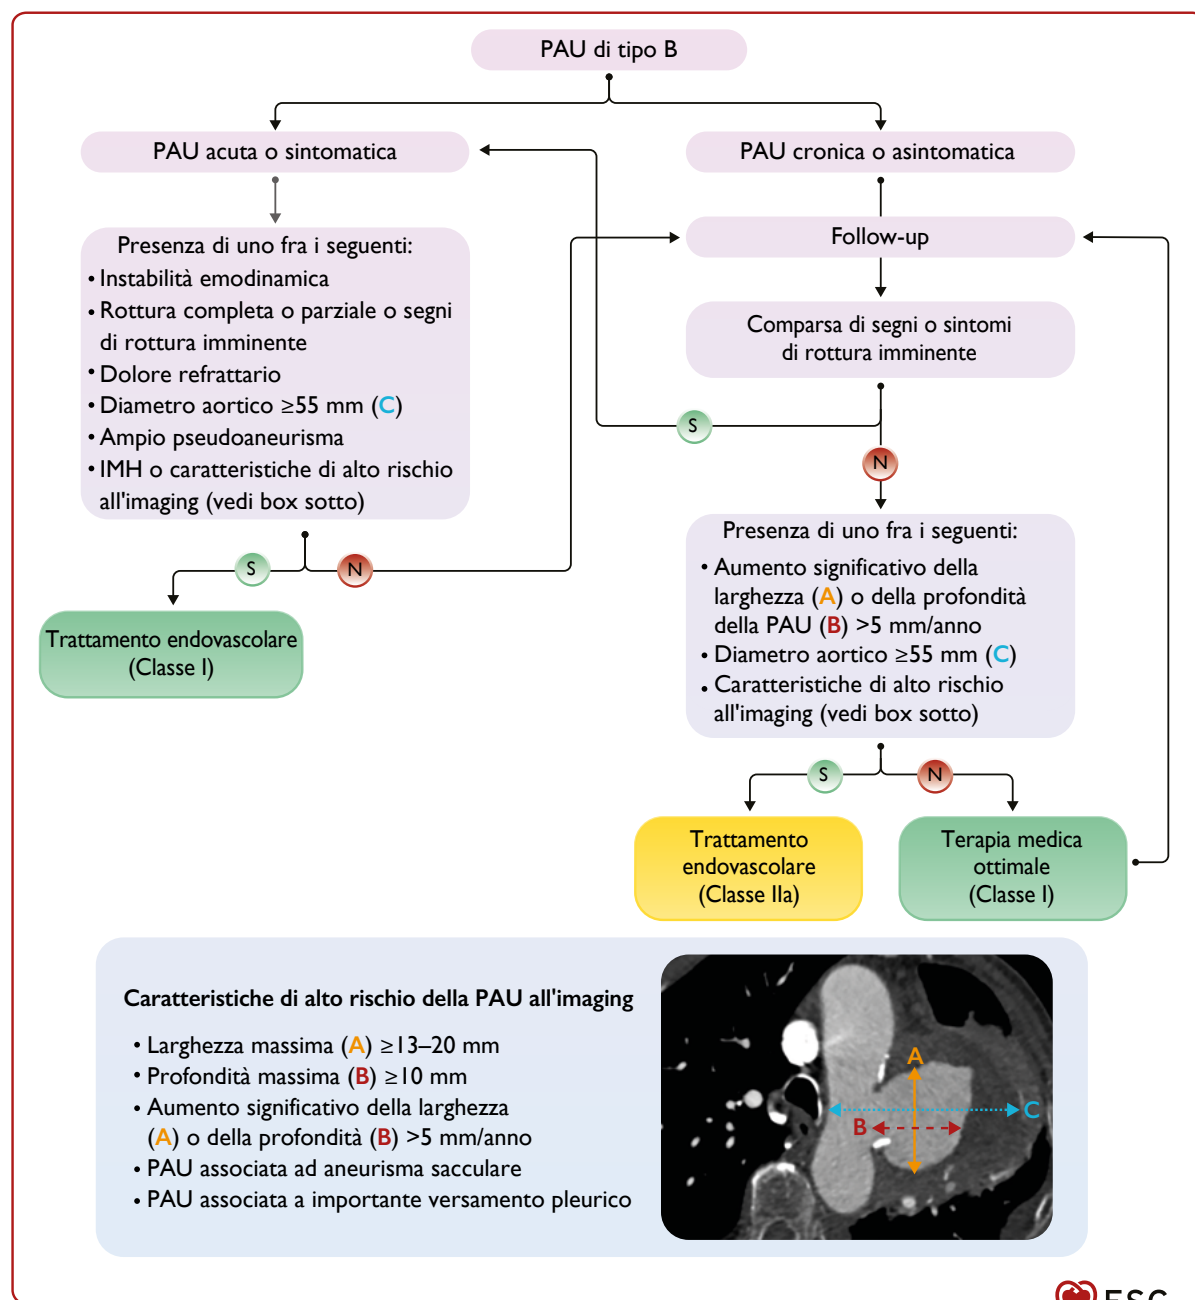 PAU di tipo B
PAU acuta o sintomatica
PAU cronica o asintomatica
Presenza di uno fra i seguenti:
• Instabilità emodinamica
• Rottura completa o parziale o segni
di rottura imminente
• Dolore refrattario
• Diametro aortico ≥55 mm (C)
• Ampio pseudoaneurisma
• IMH o caratteristiche di alto rischio
all'imaging (vedi box sotto)
Follow-up
Comparsa di segni o sintomi
di rottura imminente
S
N
S
N
Trattamento endovascolare
(Classe I)
Presenza di uno fra i seguenti:
• Aumento significativo della
larghezza (A) o della profondità
della PAU (B) >5 mm/anno
• Diametro aortico ≥55 mm (C)
• Caratteristiche di alto rischio
all'imaging (vedi box sotto)
S
N
Trattamento
endovascolare
(Classe IIa)
Terapia medica
ottimale
(Classe I)
Caratteristiche di alto rischio della PAU all'imaging
• Larghezza massima (A) ≥13–20 mm
• Profondità massima (B) ≥10 mm
• Aumento significativo della larghezza
(A) o della profondità (B) >5 mm/anno
• PAU associata ad aneurisma sacculare
• PAU associata a importante versamento pleurico
A
C
B
ESC